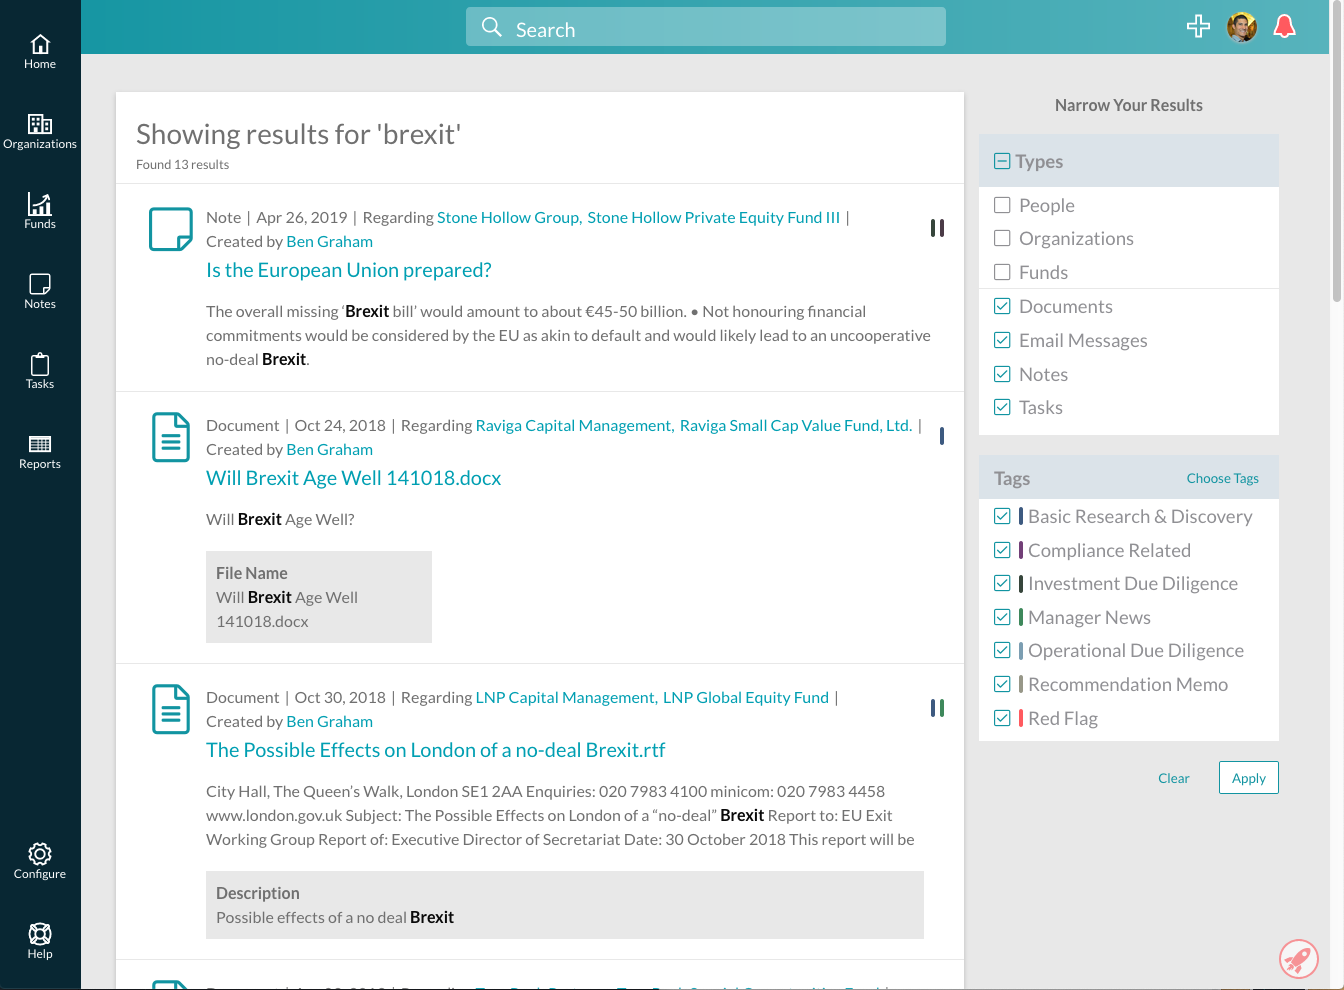 Search
Home
Organizations
Funds
Notes
Tasks
Reports
Configure
Help
Showing results for 'brexit'
Found 13 results
Note | Apr 26, 2019 | Regarding Stone Hollow Group, Stone Hollow Private Equity Fund III |
Created by Ben Graham
Is the European Union prepared?
The overall missing ‘Brexit bill’ would amount to about €45-50 billion. • Not honouring financial
commitments would be considered by the EU as akin to default and would likely lead to an uncooperative
no-deal Brexit.
Document | Oct 24, 2018 | Regarding Raviga Capital Management, Raviga Small Cap Value Fund, Ltd. |
Created by Ben Graham
Will Brexit Age Well 141018.docx
Will Brexit Age Well?
File Name
Will Brexit Age Well
141018.docx
Document | Oct 30, 2018 | Regarding LNP Capital Management, LNP Global Equity Fund |
Created by Ben Graham
The Possible Effects on London of a no-deal Brexit.rtf
City Hall, The Queen’s Walk, London SE1 2AA Enquiries: 020 7983 4100 minicom: 020 7983 4458
www.london.gov.uk Subject: The Possible Effects on London of a “no-deal” Brexit Report to: EU Exit
Working Group Report of: Executive Director of Secretariat Date: 30 October 2018 This report will be
Description
Possible effects of a no deal Brexit
Narrow Your Results
Types
People
Organizations
Funds
Documents
Email Messages
Notes
Tasks
Tags Choose Tags
Basic Research & Discovery
Compliance Related
Investment Due Diligence
Manager News
Operational Due Diligence
Recommendation Memo
Red Flag
Clear Apply